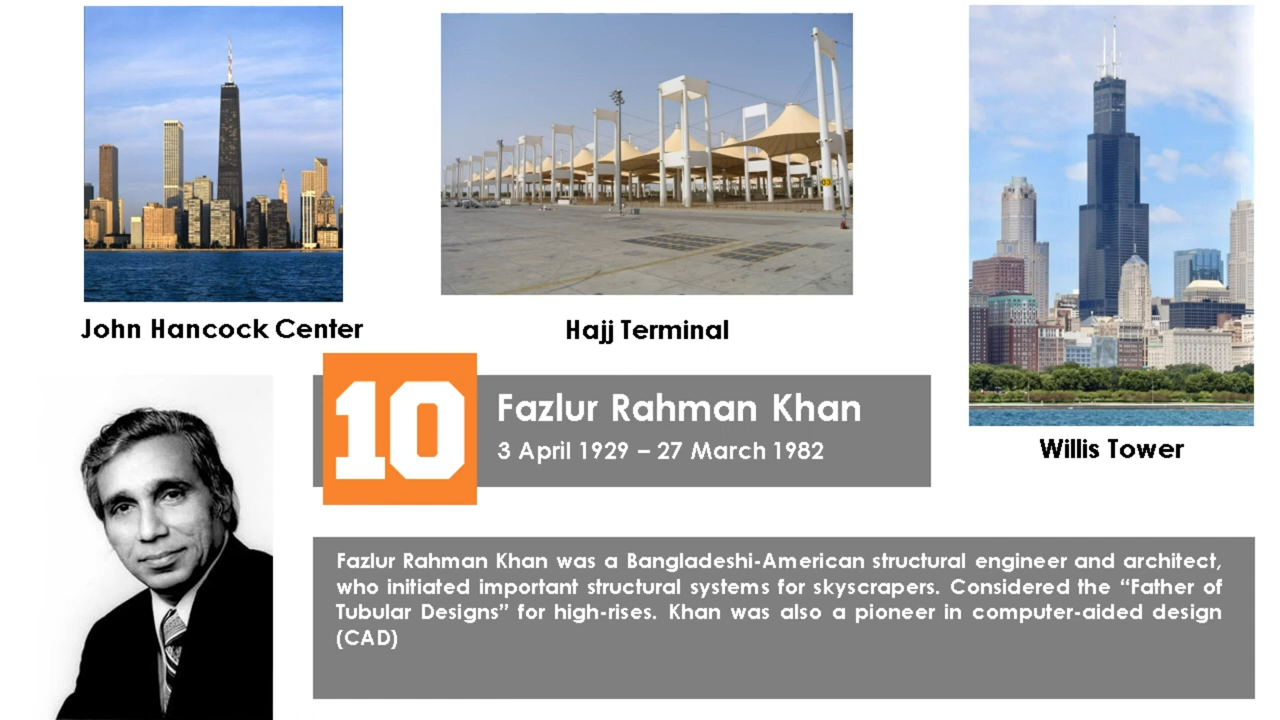 John Hancock Center
Hajj Terminal
Willis Tower
10
Fazlur Rahman Khan
3 April 1929 – 27 March 1982
Fazlur Rahman Khan was a Bangladeshi-American structural engineer and architect,
who initiated important structural systems for skyscrapers. Considered the “Father of
Tubular Designs” for high-rises. Khan was also a pioneer in computer-aided design
(CAD)